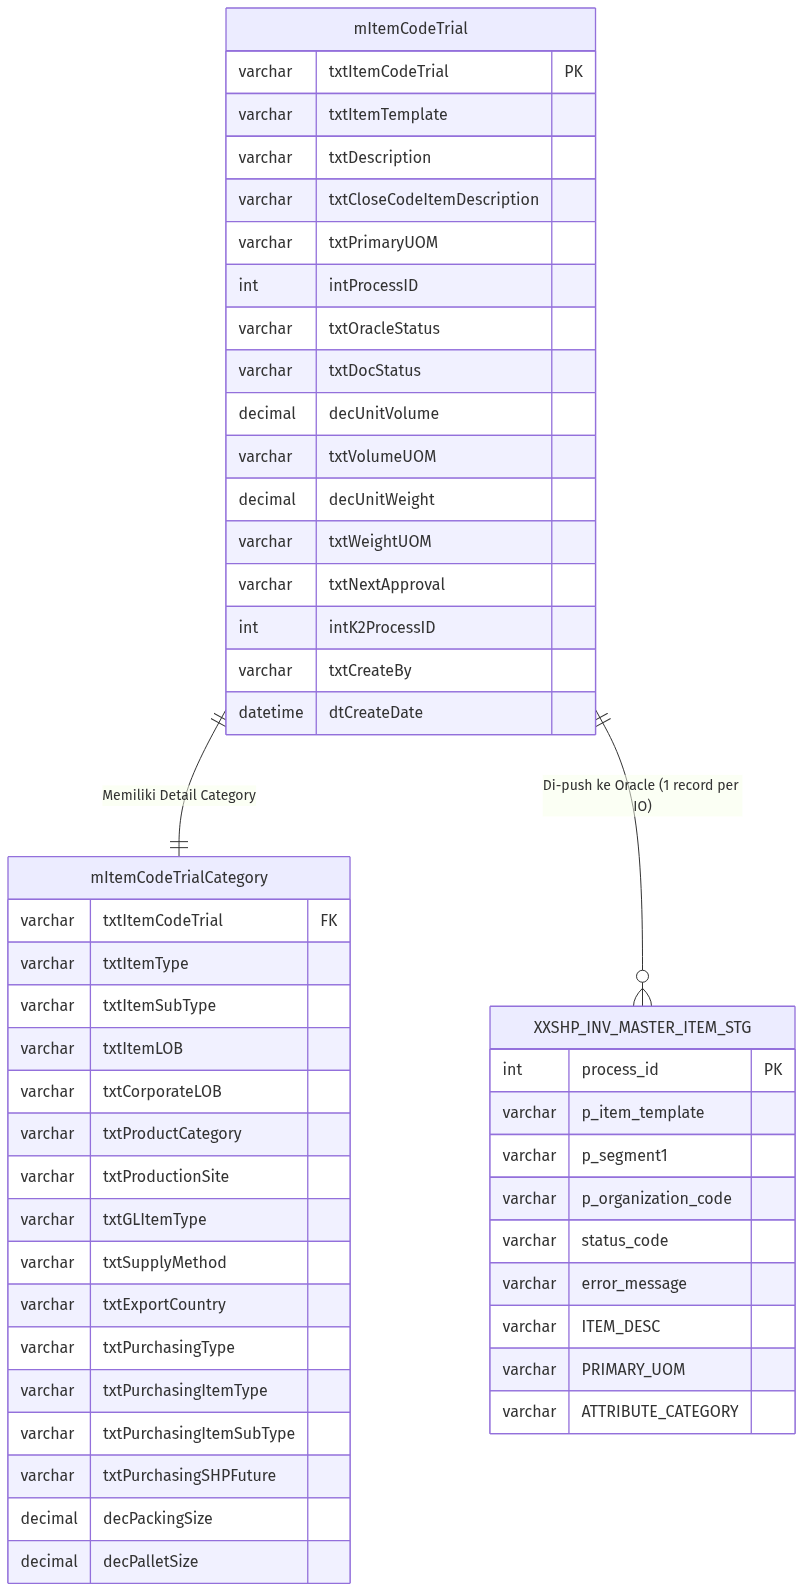 mItemCodeTrial
varchar txtItemCodeTrial PK
varchar txtItemTemplate
varchar txtDescription
varchar txtCloseCodeItemDescription
varchar txtPrimaryUOM
int intProcessID
varchar txtOracleStatus
varchar txtDocStatus
decimal decUnitVolume
varchar txtVolumeUOM
decimal decUnitWeight
varchar txtWeightUOM
varchar txtNextApproval
int intK2ProcessID
varchar txtCreateBy
datetime dtCreateDate
Memiliki Detail Category
Di-push ke Oracle (1 record per
IO)
mItemCodeTrialCategory
varchar txtItemCodeTrial FK
varchar txtItemType
varchar txtItemSubType
varchar txtItemLOB
varchar txtCorporateLOB
varchar txtProductCategory
varchar txtProductionSite
varchar txtGLItemType
varchar txtSupplyMethod
varchar txtExportCountry
varchar txtPurchasingType
varchar txtPurchasingItemType
varchar txtPurchasingItemSubType
varchar txtPurchasingSHPFuture
decimal decPackingSize
decimal decPalletSize
XXSHP_INV_MASTER_ITEM_STG
int process_id PK
varchar p_item_template
varchar p_segment1
varchar p_organization_code
varchar status_code
varchar error_message
varchar ITEM_DESC
varchar PRIMARY_UOM
varchar ATTRIBUTE_CATEGORY